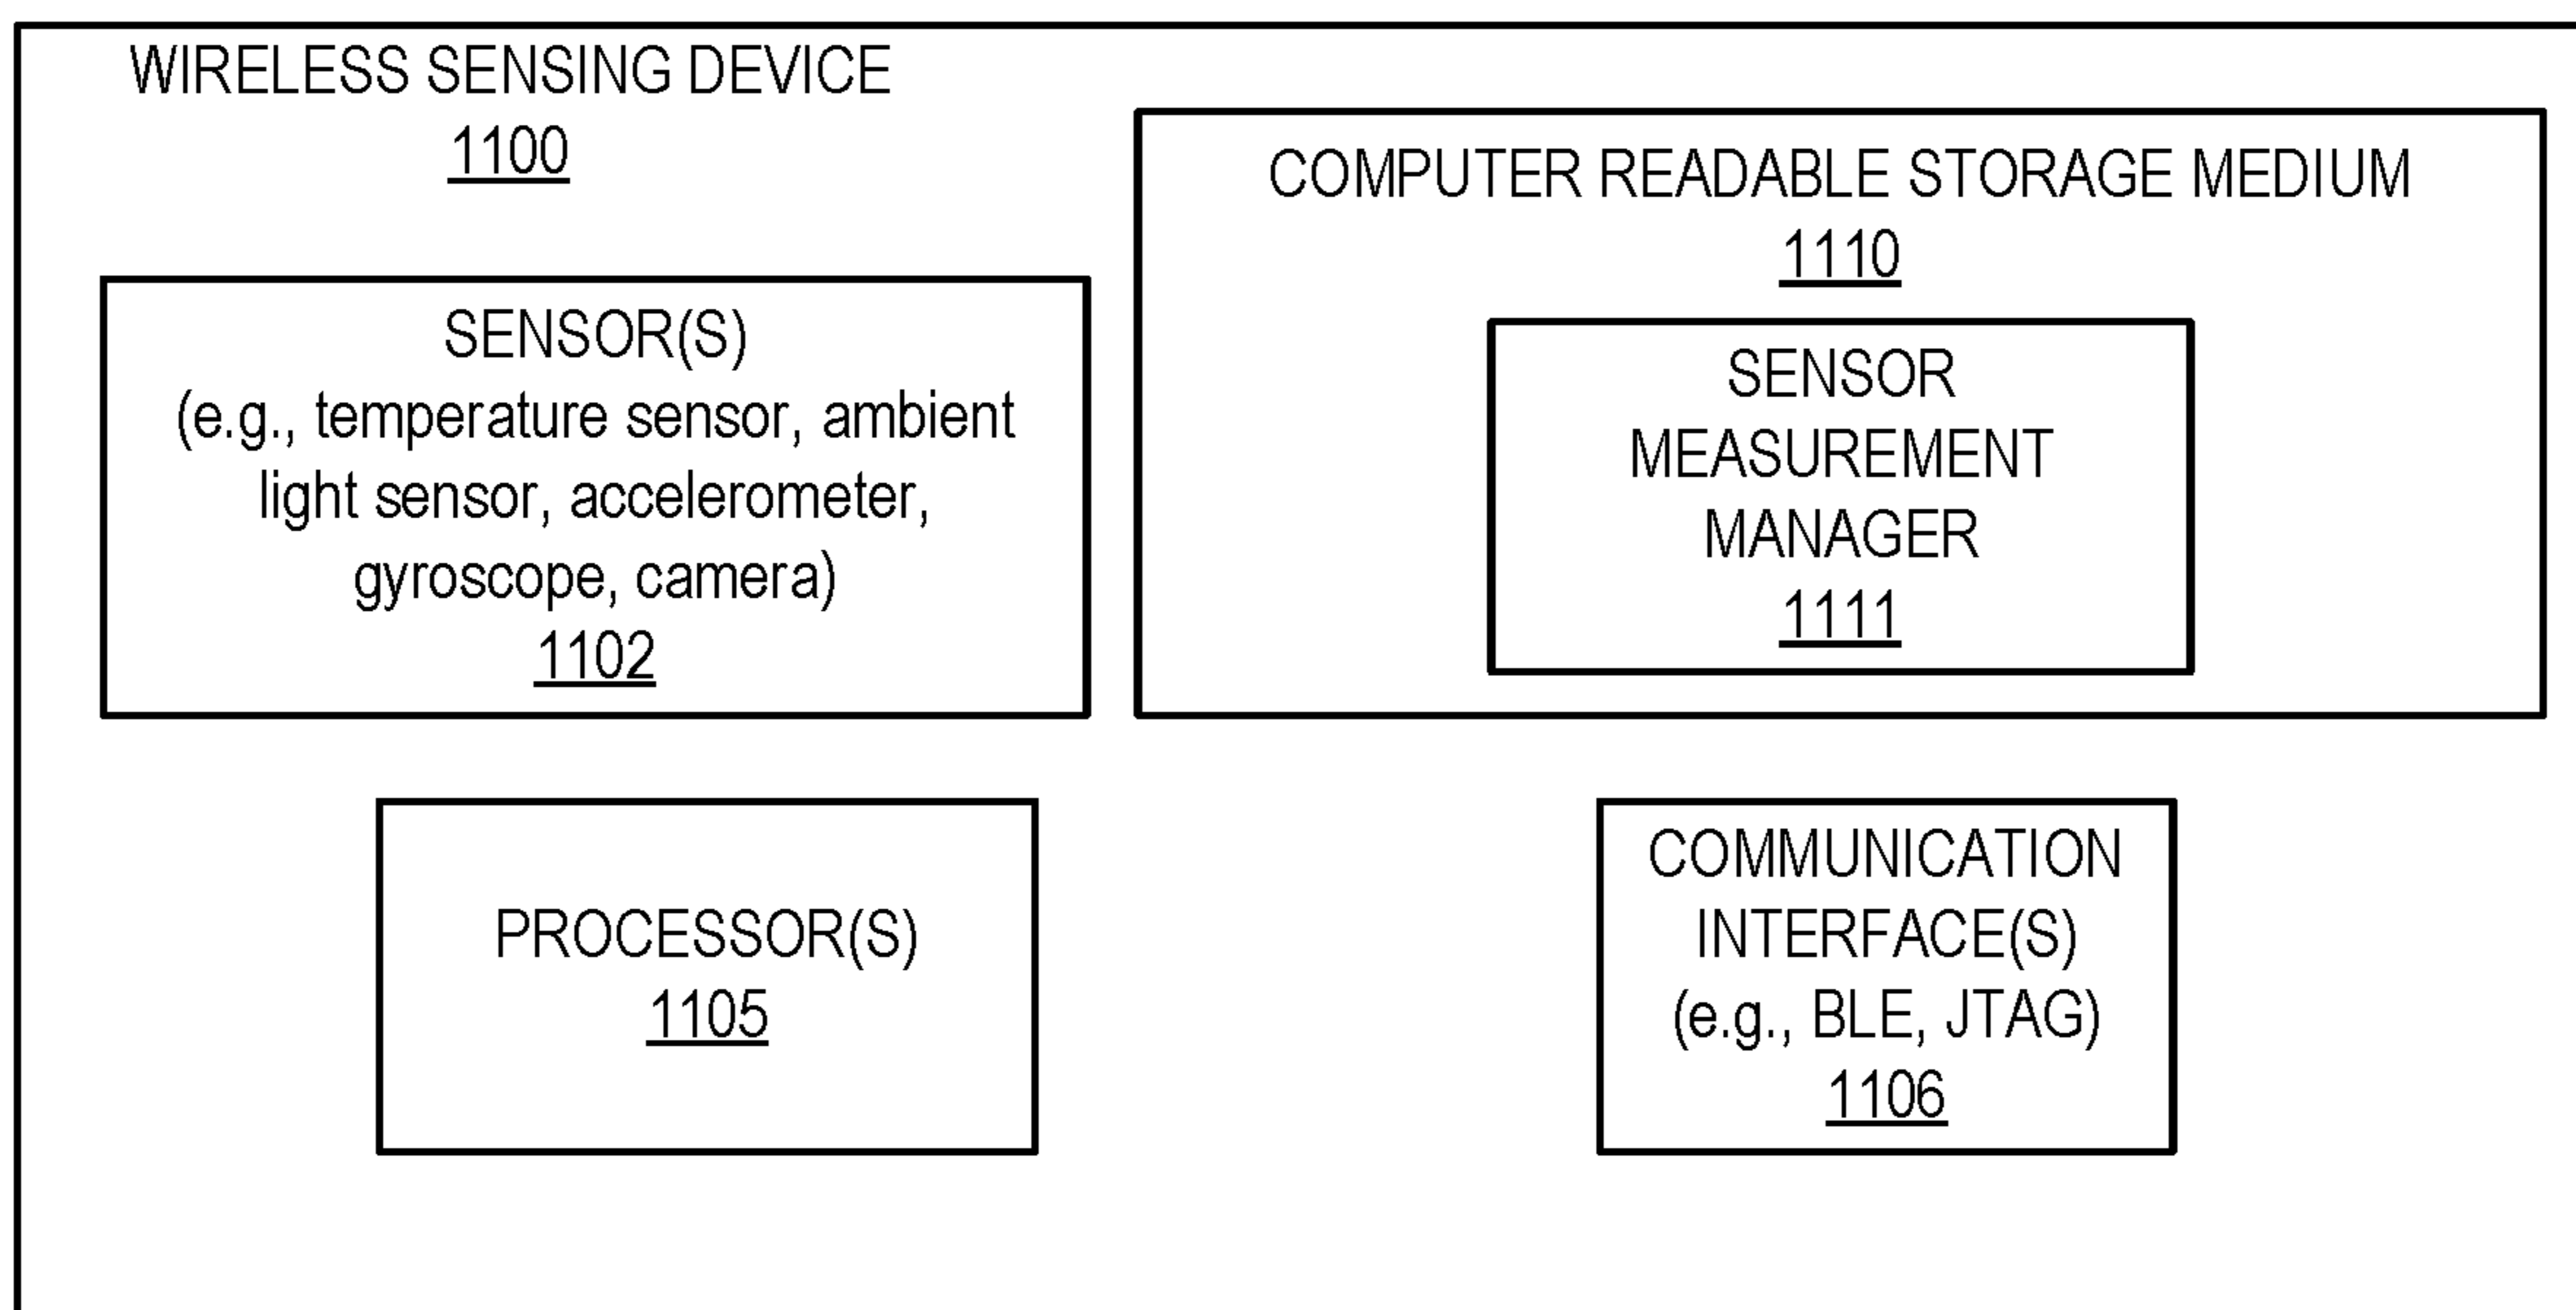 WIRELESS SENSING DEVICE
1100
SENSOR(S)
(e.g., temperature sensor, ambient
light sensor, accelerometer,
gyroscope, camera)
1102
COMPUTER READABLE STORAGE MEDIUM
1110
SENSOR
MEASUREMENT
MANAGER
1111
PROCESSOR(S)
1105
COMMUNICATION
INTERFACE(S)
(e.g., BLE, JTAG)
1106